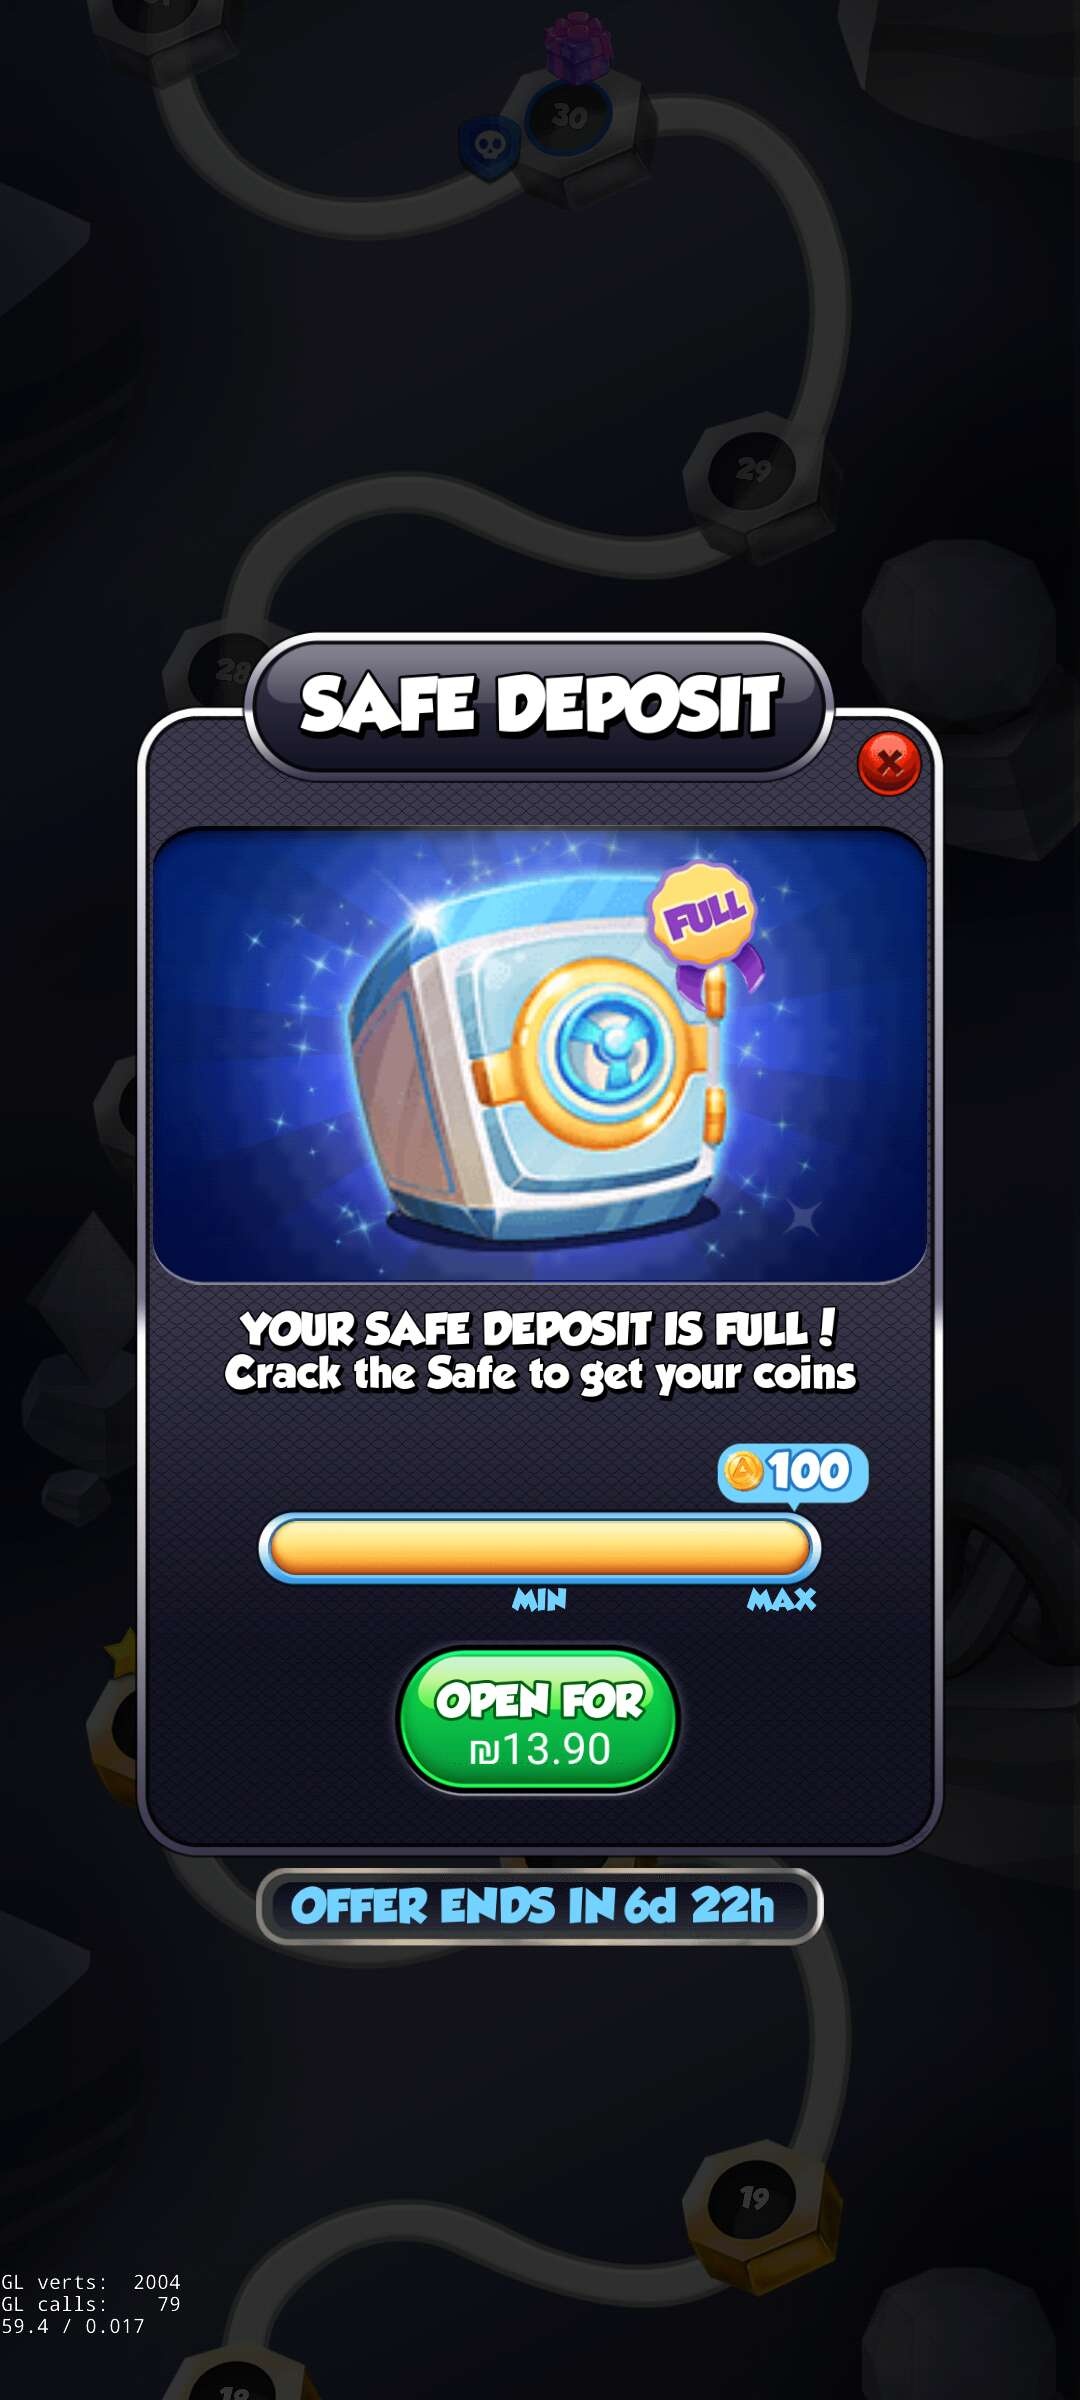 30
29
28
SAFE DEPOSIT
FULL
YOUR SAFE DEPOSIT IS FULL!
Crack the Safe to get your coins
100
MIN MAX
OPEN FOR
₪13.90
OFFER ENDS IN 6d 22h
19
GL verts: 2004
GL calls: 79
59.4 / 0.017
18